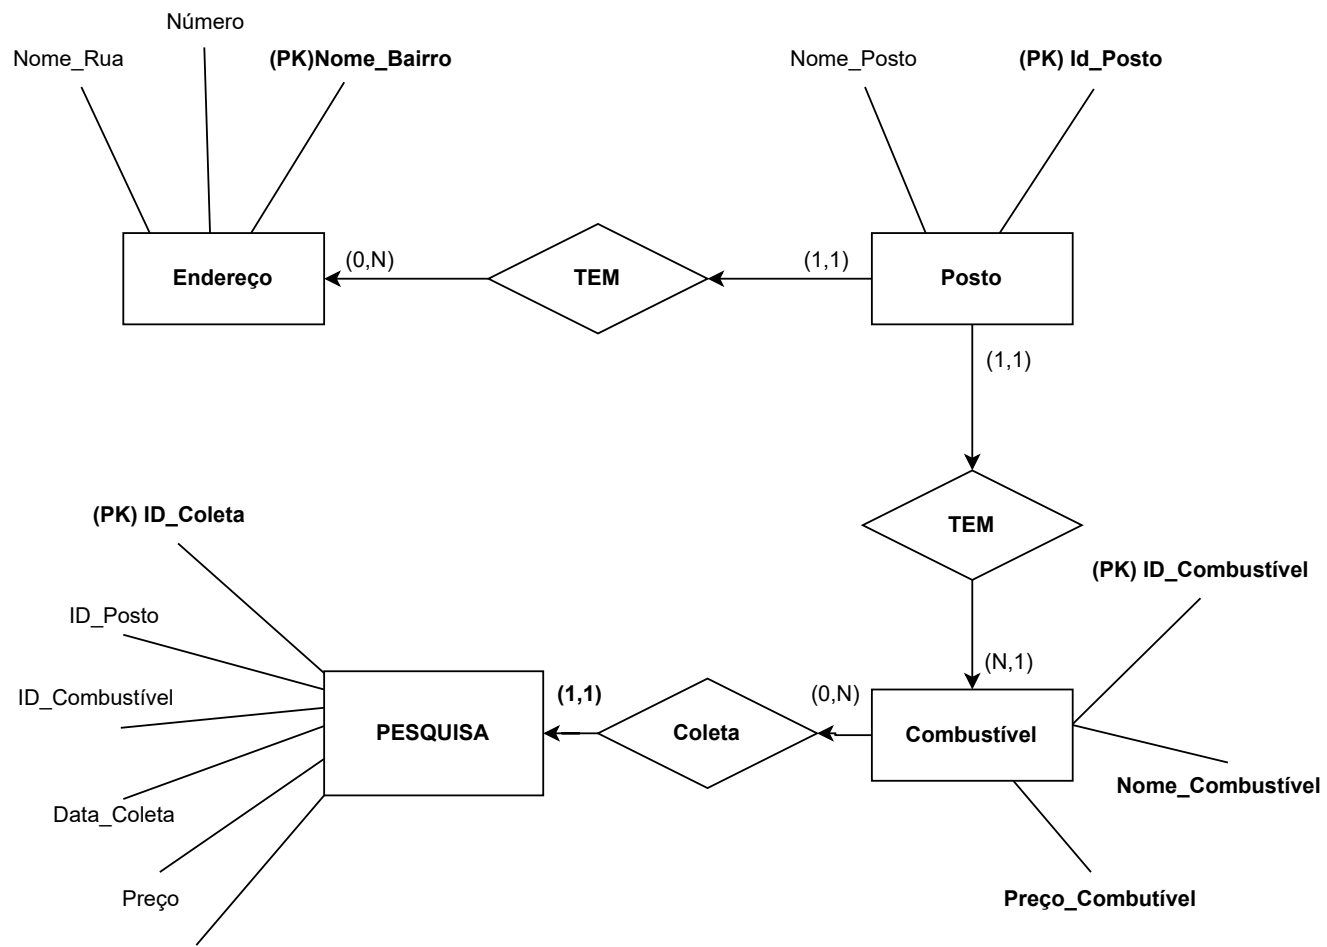 Número
Nome_Rua
(PK)Nome_Bairro
Nome_Posto
(PK) Id_Posto
Endereço
(0,N)
TEM
(1,1)
Posto
(1,1)
TEM
(PK) ID_Coleta
(PK) ID_Combustível
ID_Posto
ID_Combustível
(N,1)
PESQUISA
(1,1)
Coleta
(0,N)
Combustível
Nome_Combustível
Data_Coleta
Preço
Preço_Combutível